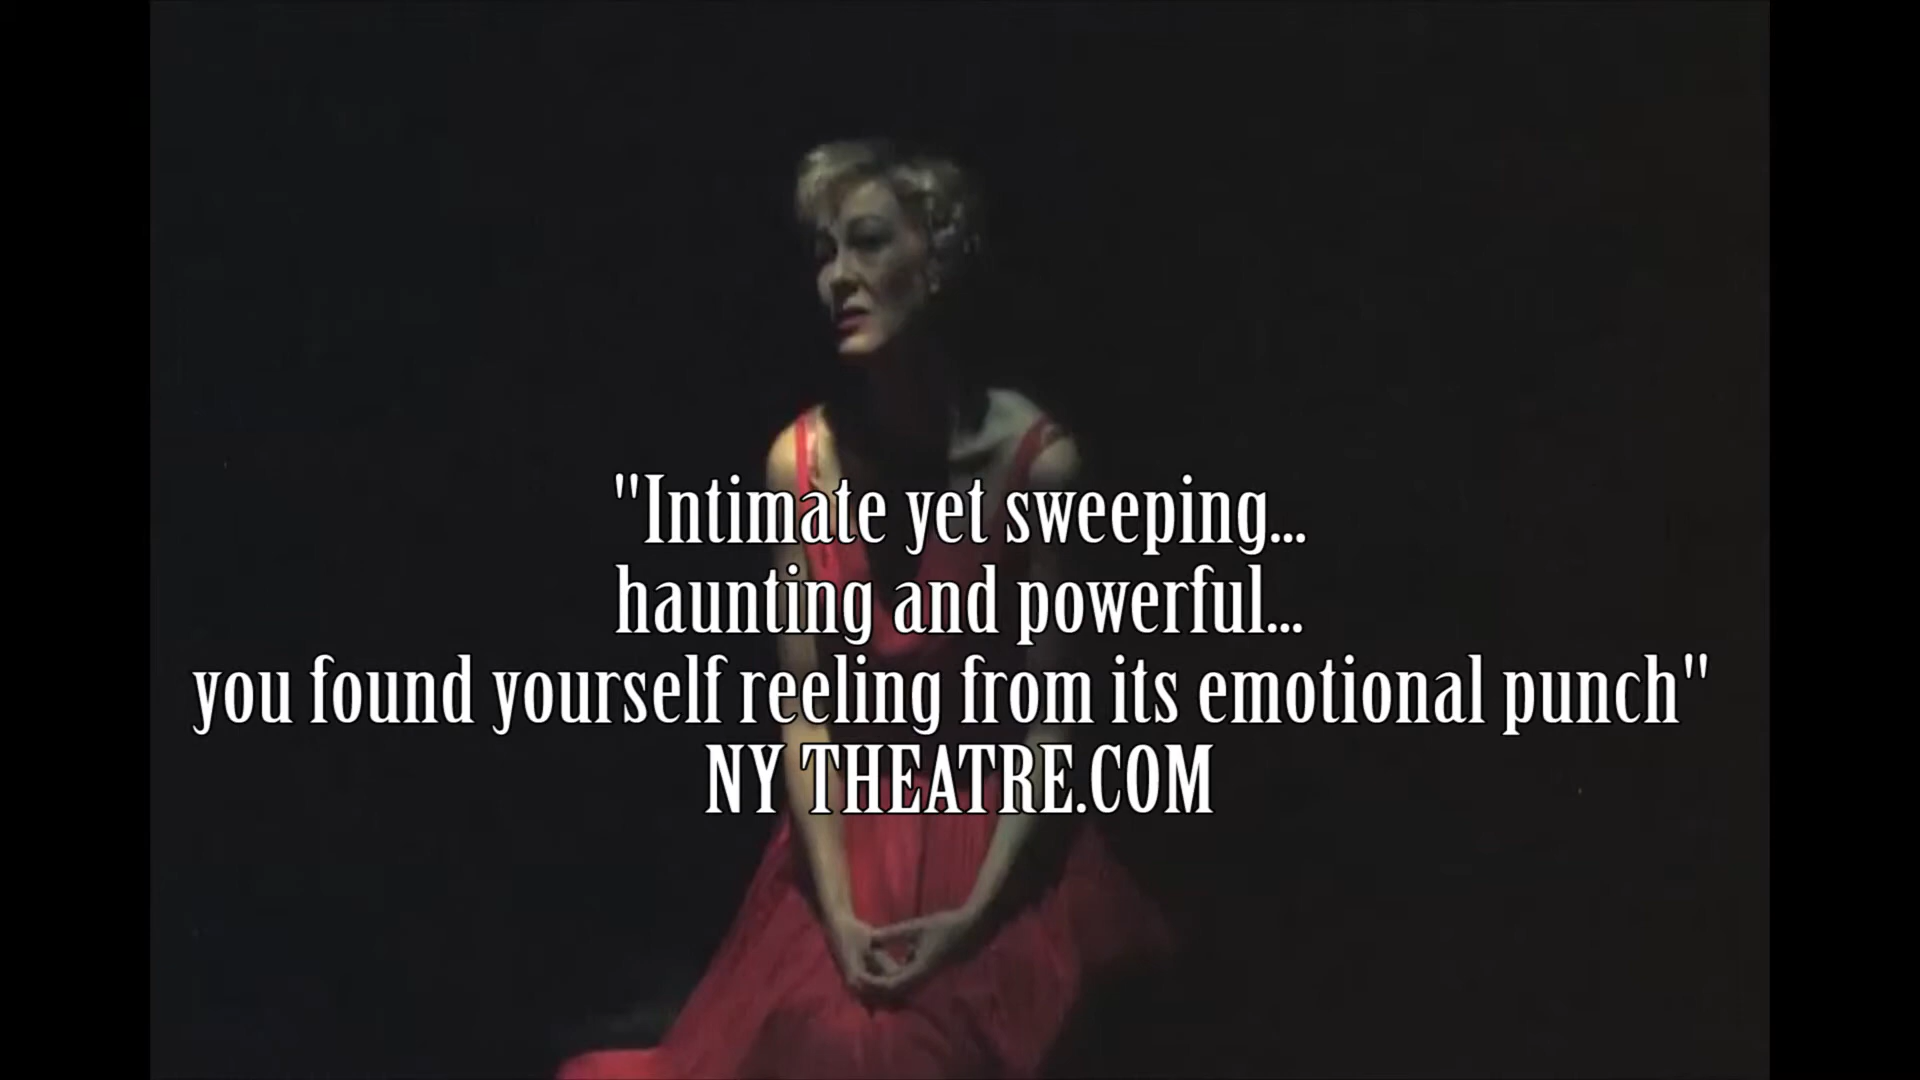 "Intimate yet sweeping...
haunting and powerful...
you found yourself reeling from its emotional punch"
NY THEATRE.COM